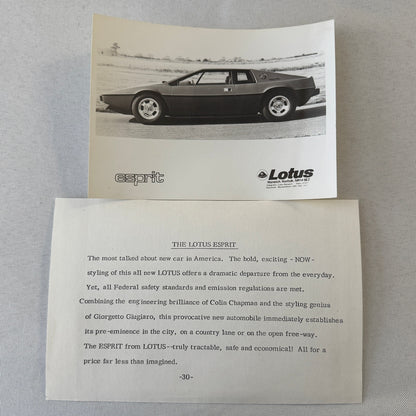 esprit
Lotus
Norwich Norfolk NR14 8EZ
THE LOTUS ESPRIT
The most talked about new car in America. The bold, exciting - NOW -
styling of this all new LOTUS offers a dramatic departure from the everyday.
Yet, all Federal safety standards and emission regulations are met.
Combining the engineering brilliance of Colin Chapman and the styling genius
of Giorgetto Giugiaro, this provocative new automobile immediately establishes
its pre-eminence in the city, on a country lane or on the open free-way.
The ESPRIT from LOTUS--truly tractable, safe and economical! All for a
price far less than imagined.
-30-